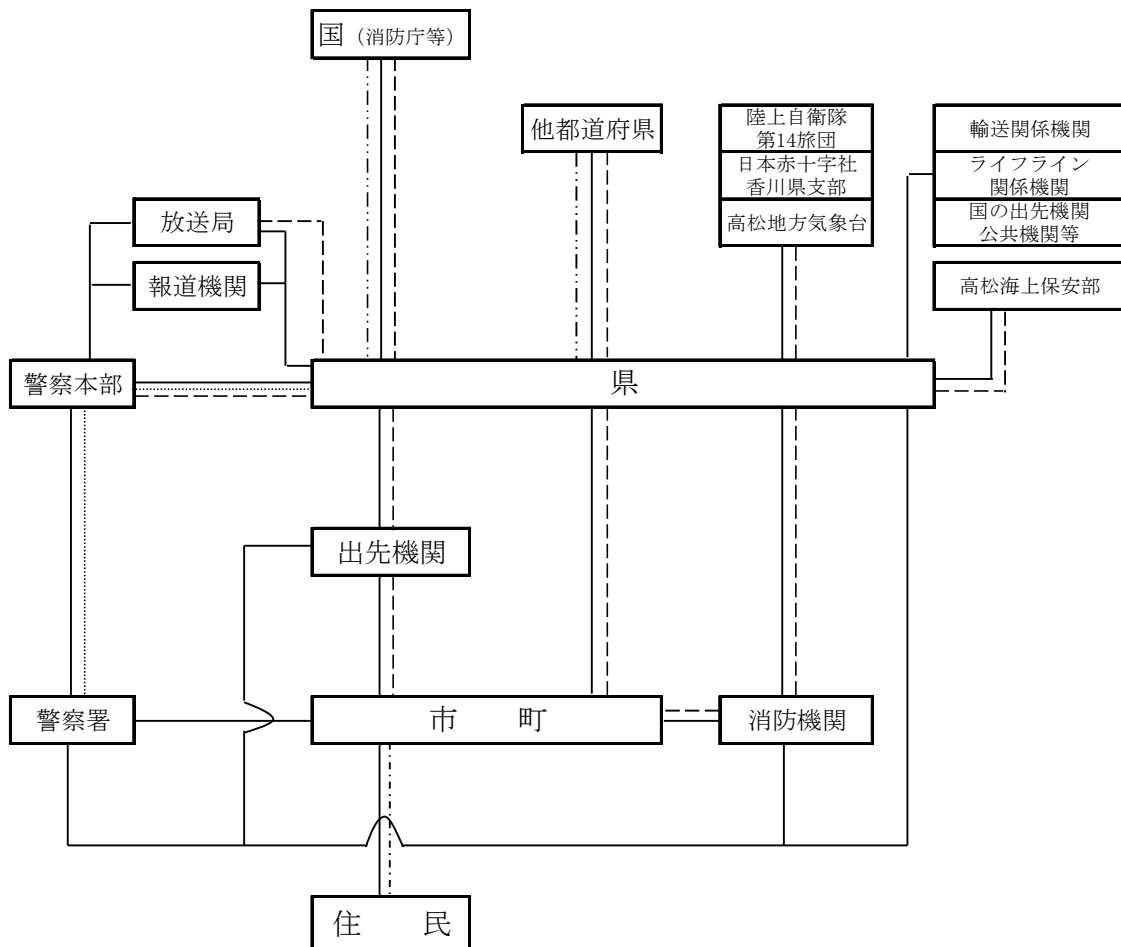 国（消防庁等）
他都道府県
陸上自衛隊
第14旅団
日本赤十字社
香川県支部
高松地方気象台
輸送関係機関
ライフライン
関係機関
国の出先機関
公共機関等
放送局
報道機関
高松海上保安部
警察本部
県
出先機関
警察署
市　　町
消防機関
住　　民